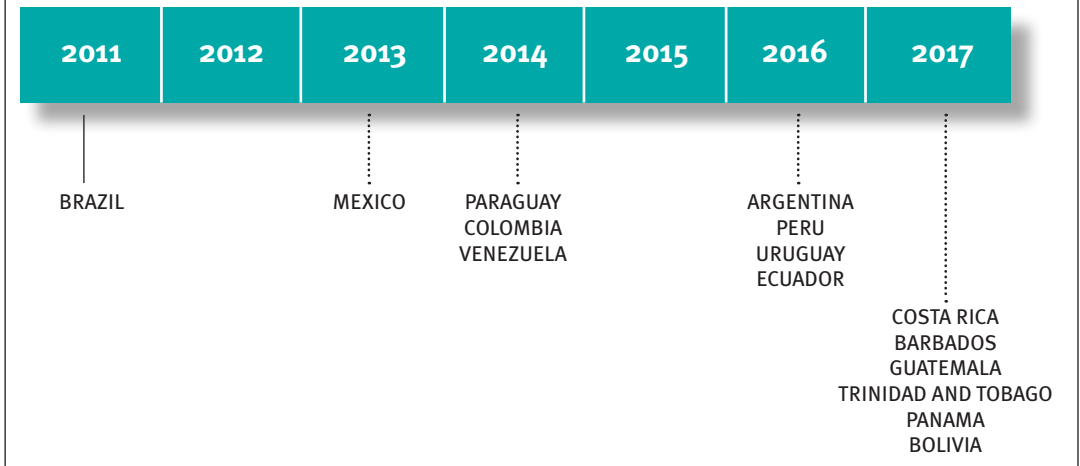 2011 2012 2013 2014 2015 2016 2017
BRAZIL
MEXICO
PARAGUAY
COLOMBIA
VENEZUELA
ARGENTINA
PERU
URUGUAY
ECUADOR
COSTA RICA
BARBADOS
GUATEMALA
TRINIDAD AND TOBAGO
PANAMA
BOLIVIA